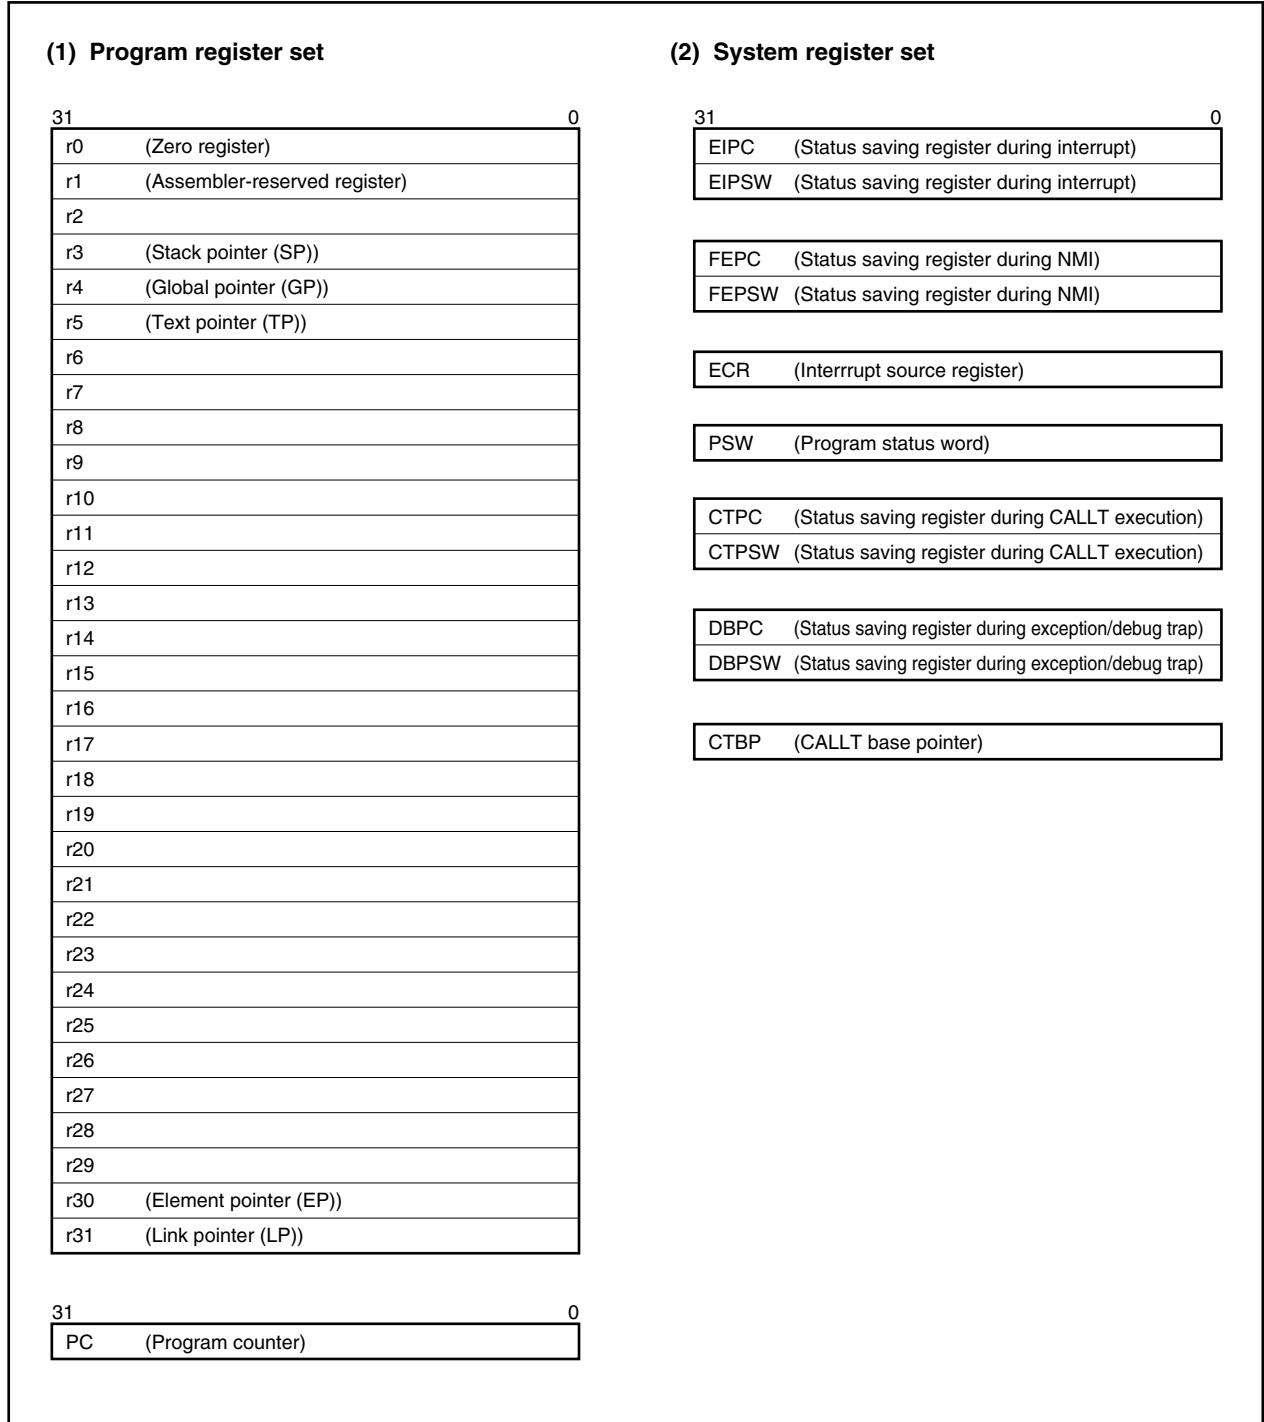 (1) Program register set
31 0
r0 (Zero register)
r1 (Assembler-reserved register)
r2
r3 (Stack pointer (SP))
r4 (Global pointer (GP))
r5 (Text pointer (TP))
r6
r7
r8
r9
r10
r11
r12
r13
r14
r15
r16
r17
r18
r19
r20
r21
r22
r23
r24
r25
r26
r27
r28
r29
r30 (Element pointer (EP))
r31 (Link pointer (LP))
31 0
PC (Program counter)
(2) System register set
31 0
EIPC (Status saving register during interrupt)
EIPSW (Status saving register during interrupt)
FEPC (Status saving register during NMI)
FEPSW (Status saving register during NMI)
ECR (Interrrupt source register)
PSW (Program status word)
CTPC (Status saving register during CALLT execution)
CTPSW (Status saving register during CALLT execution)
DBPC (Status saving register during exception/debug trap)
DBPSW (Status saving register during exception/debug trap)
CTBP (CALLT base pointer)